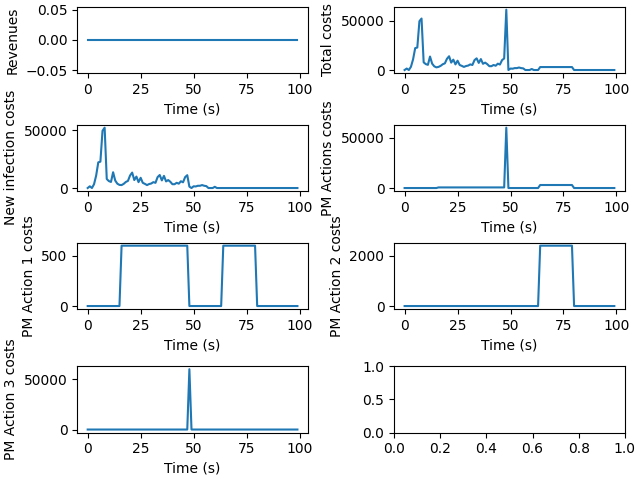 Revenues
0.05
0.00
−0.05
0 25 50 75 100
Time (s)
Total costs
50000
0
0 25 50 75 100
Time (s)
New infection costs
50000
0
0 25 50 75 100
Time (s)
PM Actions costs
50000
0
0 25 50 75 100
Time (s)
PM Action 1 costs
500
0
0 25 50 75 100
Time (s)
PM Action 2 costs
2000
0
0 25 50 75 100
Time (s)
PM Action 3 costs
50000
0
0 25 50 75 100
Time (s)
1.0
0.5
0.0
0.0 0.2 0.4 0.6 0.8 1.0